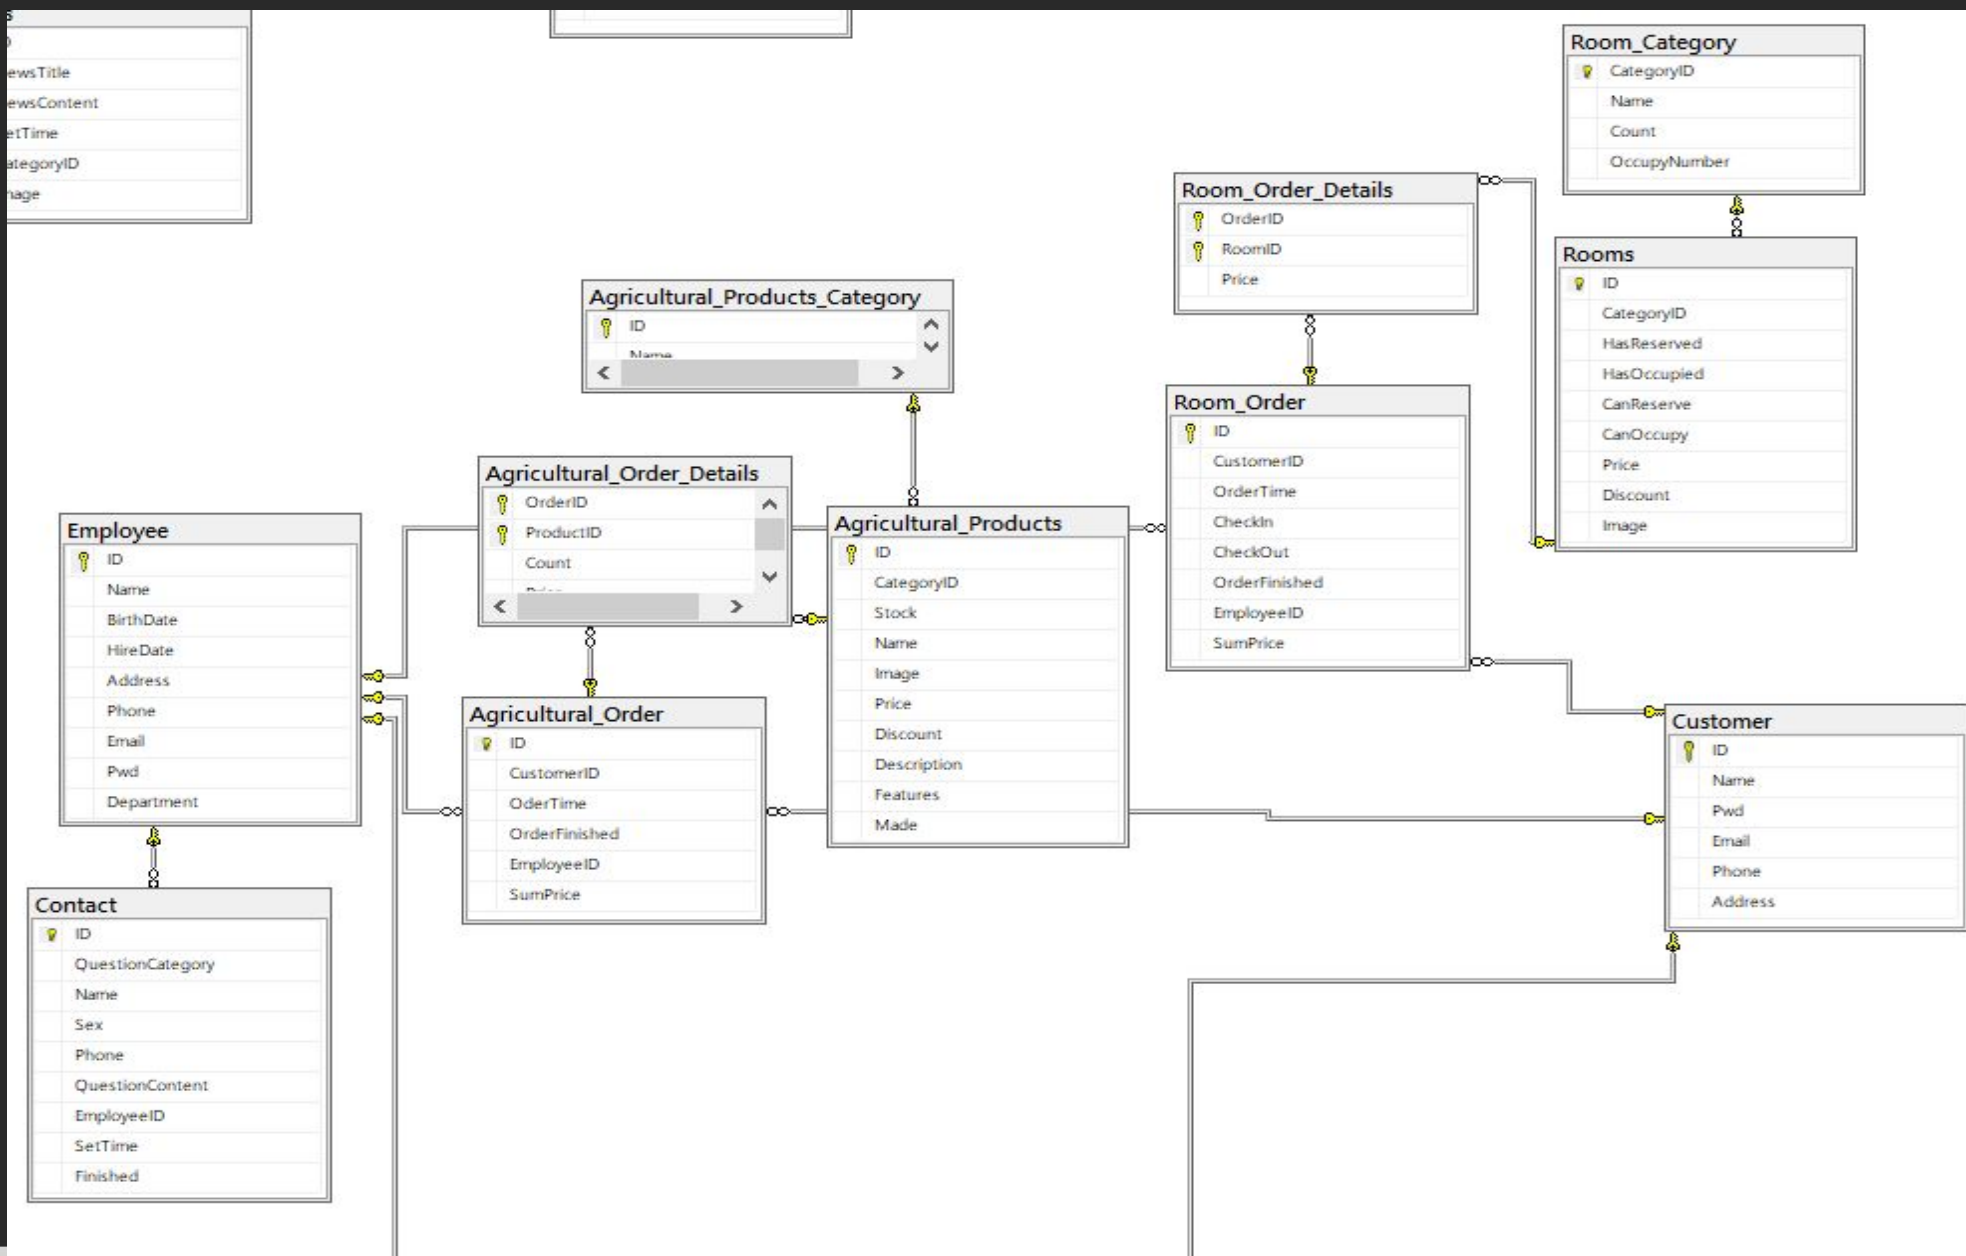 ewsTitle
ewsContent
etTime
ategoryID
nage
Room_Category
CategoryID
Name
Count
OccupyNumber
Room_Order_Details
OrderID
RoomID
Price
Rooms
ID
CategoryID
HasReserved
HasOccupied
CanReserve
CanOccupy
Price
Discount
Image
Agricultural_Products_Category
ID
Name
Room_Order
ID
CustomerID
OrderTime
CheckIn
CheckOut
OrderFinished
EmployeeID
SumPrice
Agricultural_Order_Details
OrderID
ProductID
Count
Agricultural_Products
ID
CategoryID
Stock
Name
Image
Price
Discount
Description
Features
Made
Employee
ID
Name
BirthDate
HireDate
Address
Phone
Email
Pwd
Department
Agricultural_Order
ID
CustomerID
OderTime
OrderFinished
EmployeeID
SumPrice
Customer
ID
Name
Pwd
Email
Phone
Address
Contact
ID
QuestionCategory
Name
Sex
Phone
QuestionContent
EmployeeID
SetTime
Finished